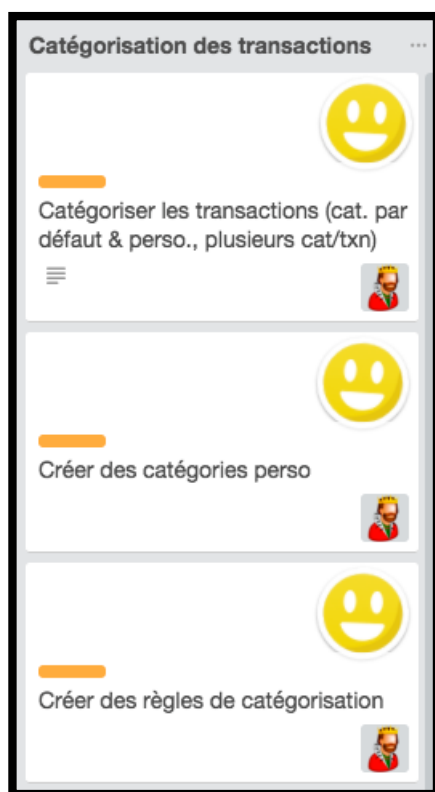 Catégorisation des transactions
Catégoriser les transactions (cat. par
défaut & perso., plusieurs cat/txn)
Créer des catégories perso
Créer des règles de catégorisation